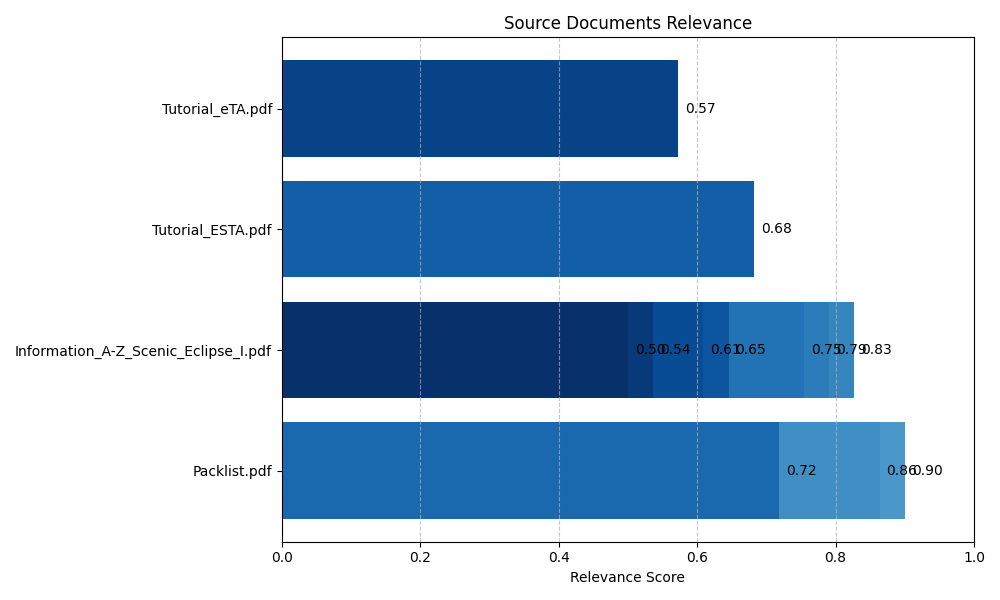 Source Documents Relevance
Tutorial_eTA.pdf 0.57
Tutorial_ESTA.pdf 0.68
Information_A-Z_Scenic_Eclipse_I.pdf 0.50 0.54 0.61 0.65 0.75 0.79 0.83
Packlist.pdf 0.72 0.86 0.90
0.0 0.2 0.4 0.6 0.8 1.0
Relevance Score